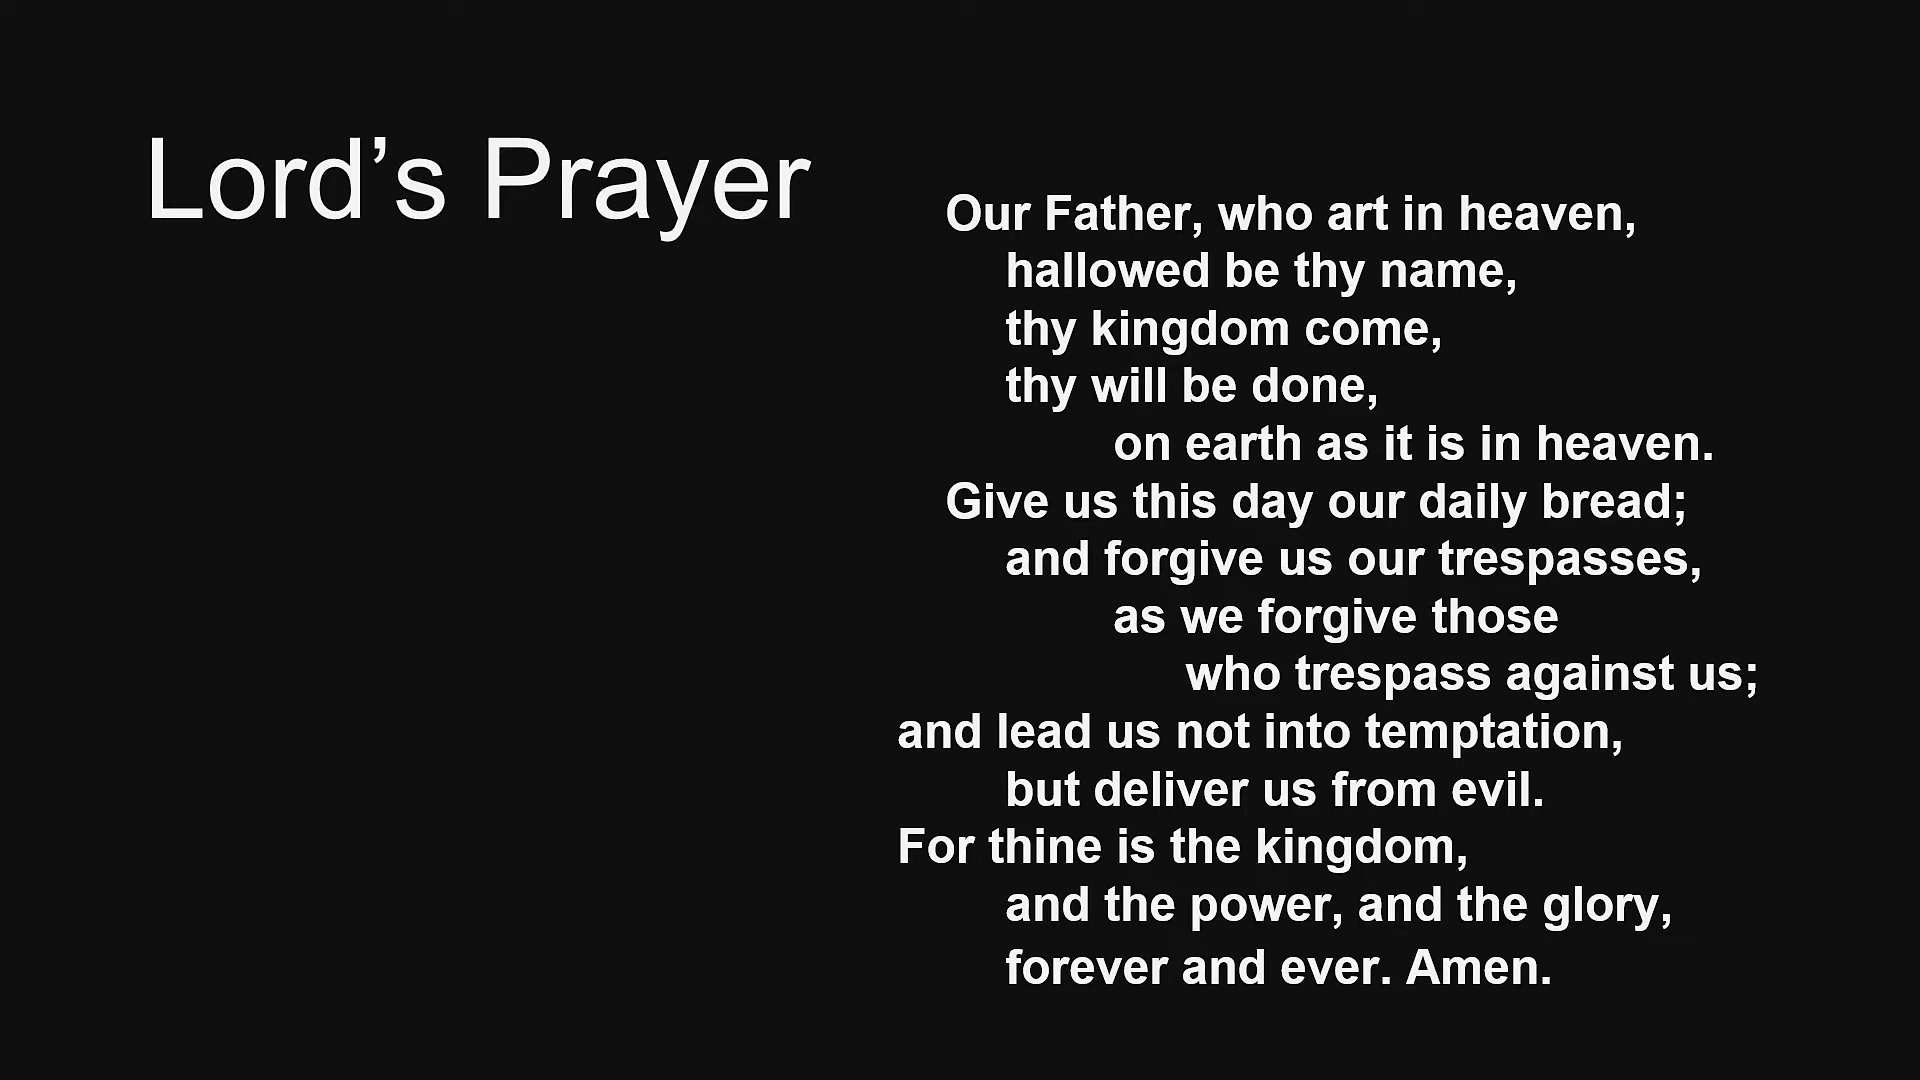 Lord’s Prayer
Our Father, who art in heaven,
hallowed be thy name,
thy kingdom come,
thy will be done,
on earth as it is in heaven.
Give us this day our daily bread;
and forgive us our trespasses,
as we forgive those
who trespass against us;
and lead us not into temptation,
but deliver us from evil.
For thine is the kingdom,
and the power, and the glory,
forever and ever. Amen.